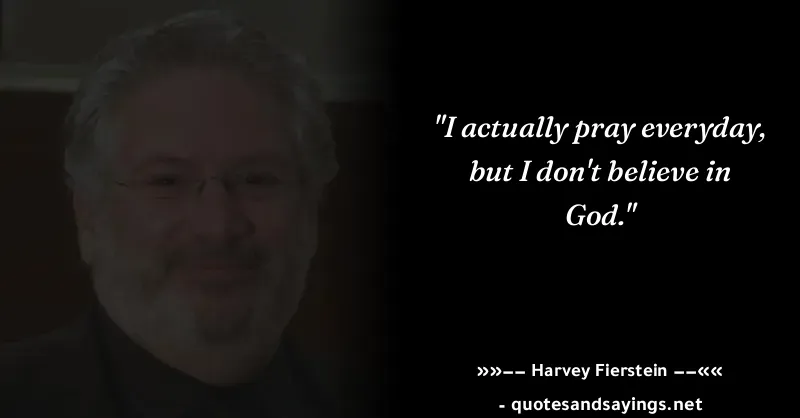 "I actually pray everyday,
but I don't believe in
God."
»»–– Harvey Fierstein ––««
- quotesandsayings.net